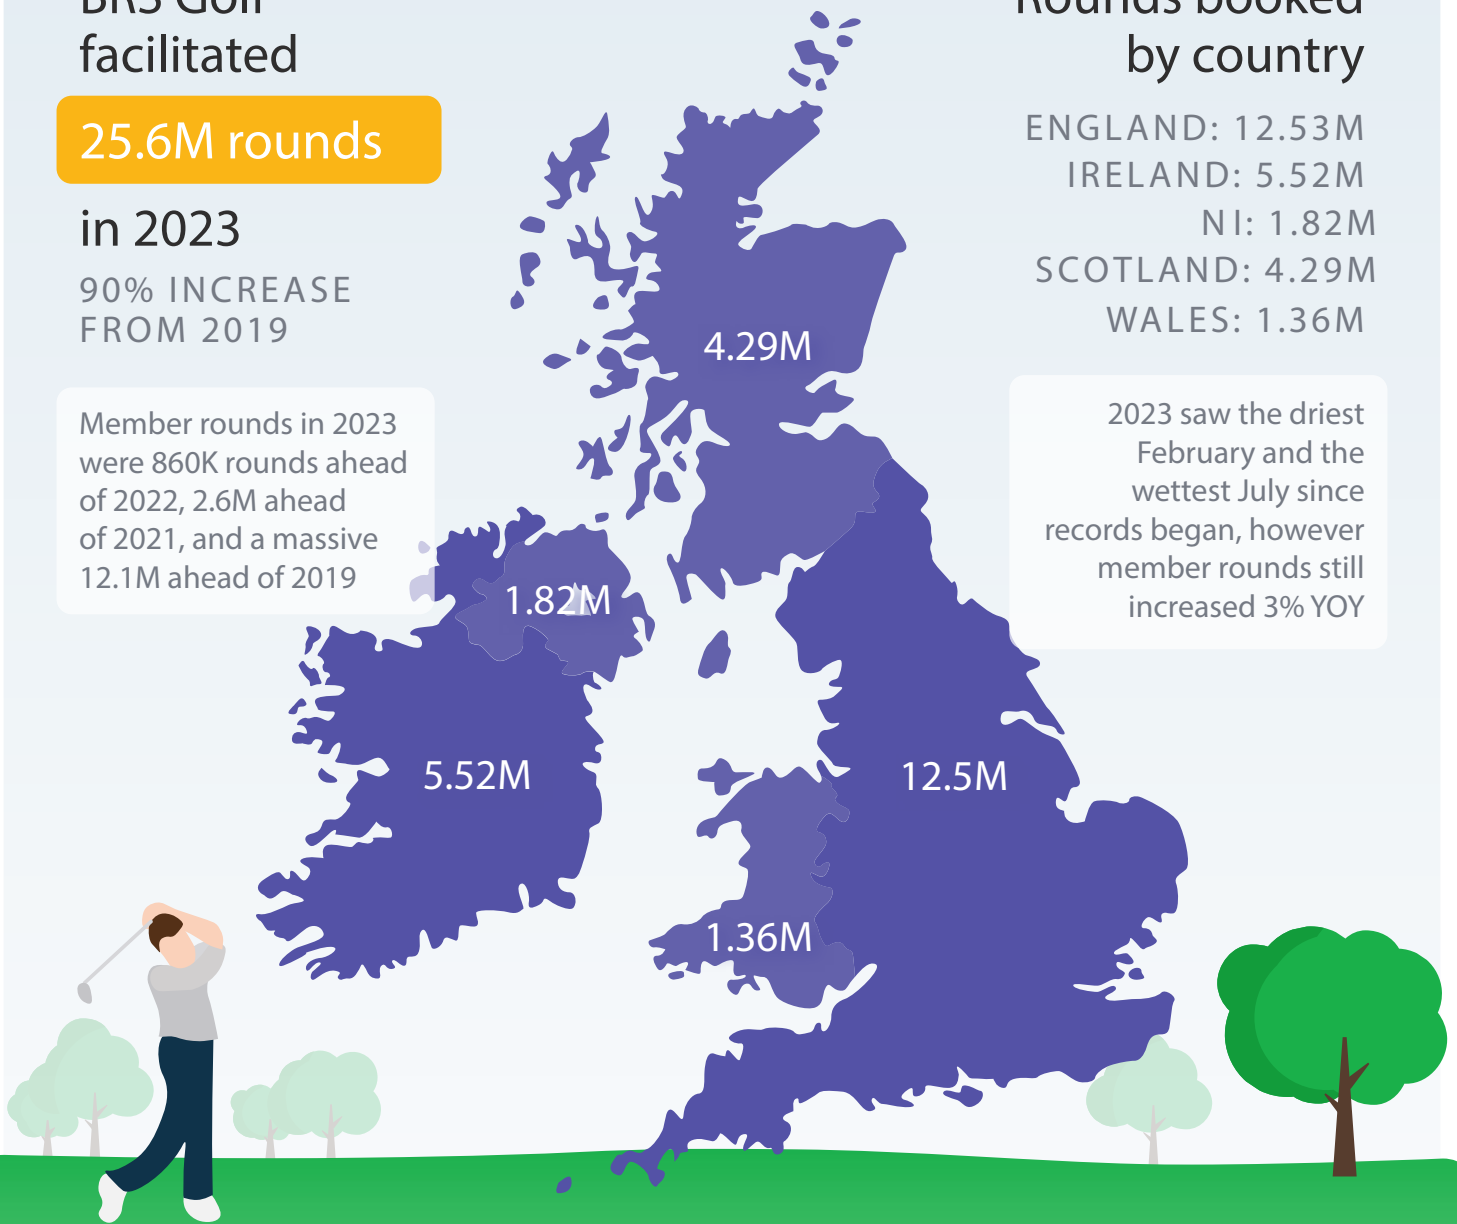 BRS Golf
facilitated
25.6M rounds
in 2023
90% INCREASE
FROM 2019
Member rounds in 2023
were 860K rounds ahead
of 2022, 2.6M ahead
of 2021, and a massive
12.1M ahead of 2019
Rounds booked
by country
ENGLAND: 12.53M
IRELAND: 5.52M
NI: 1.82M
SCOTLAND: 4.29M
WALES: 1.36M
2023 saw the driest
February and the
wettest July since
records began, however
member rounds still
increased 3% YOY
4.29M
1.82M
5.52M
12.5M
1.36M